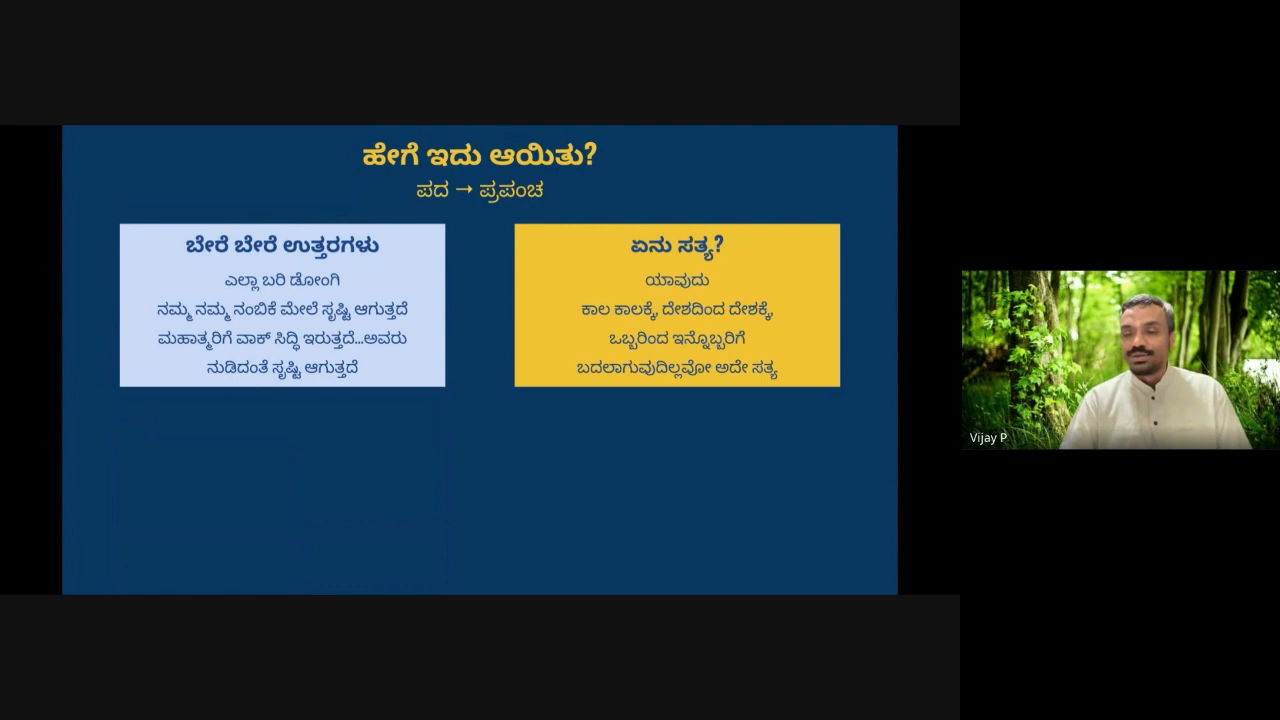 ಹೇಗೆ ಇದು ಆಯಿತು?
ಪದ → ಪ್ರಪಂಚ
ಬೇರೆ ಬೇರೆ ಉತ್ತರಗಳು
ಎಲ್ಲಾ ಬರಿ ಡೋಂಗಿ
ನಮ್ಮ ನಮ್ಮ ನಂಬಿಕೆ ಮೇಲೆ ಸೃಷ್ಟಿ ಆಗುತ್ತದೆ
ಮಹಾತ್ಮರಿಗೆ ವಾಕ್ ಸಿದ್ಧಿ ಇರುತ್ತದೆ...ಅವರು
ನುಡಿದಂತೆ ಸೃಷ್ಟಿ ಆಗುತ್ತದೆ
ಏನು ಸತ್ಯ?
ಯಾವುದು
ಕಾಲ ಕಾಲಕ್ಕೆ, ದೇಶದಿಂದ ದೇಶಕ್ಕೆ,
ಒಬ್ಬರಿಂದ ಇನ್ನೊಬ್ಬರಿಗೆ
ಬದಲಾಗುವುದಿಲ್ಲವೋ ಅದೇ ಸತ್ಯ
Vijay P